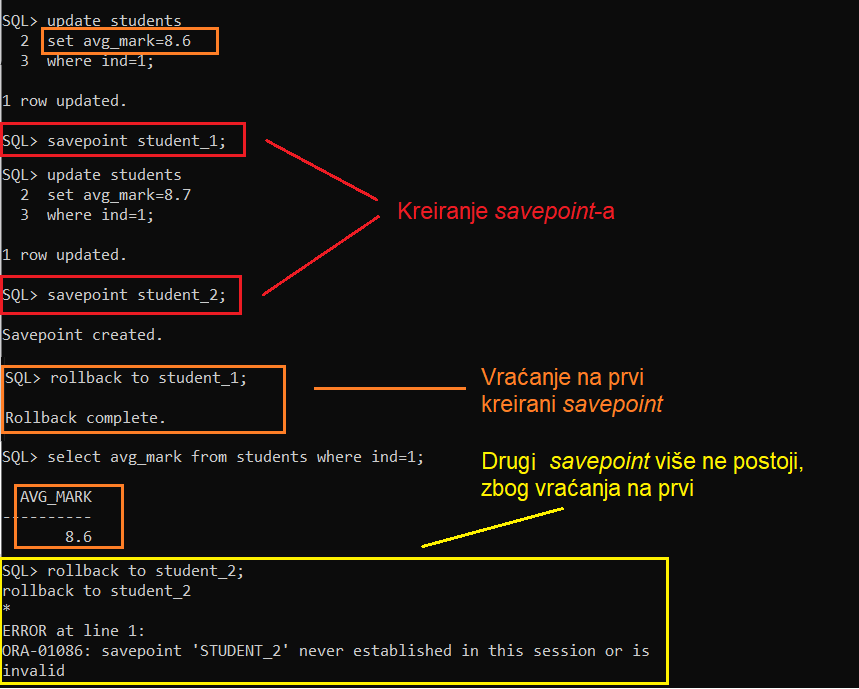 SQL> update students
2 set avg_mark=8.6
3 where ind=1;
1 row updated.
SQL> savepoint student_1;
SQL> update students
2 set avg_mark=8.7
3 where ind=1;
Kreiranje savepoint-a
1 row updated.
SQL> savepoint student_2;
Savepoint created.
SQL> rollback to student_1;
Rollback complete.
Vraćanje na prvi
kreirani savepoint
SQL> select avg_mark from students where ind=1;
Drugi savepoint više ne postoji,
zbog vraćanja na prvi
AVG_MARK
----------
8.6
SQL> rollback to student_2;
rollback to student_2
*
ERROR at line 1:
ORA-01086: savepoint 'STUDENT_2' never established in this session or is
invalid